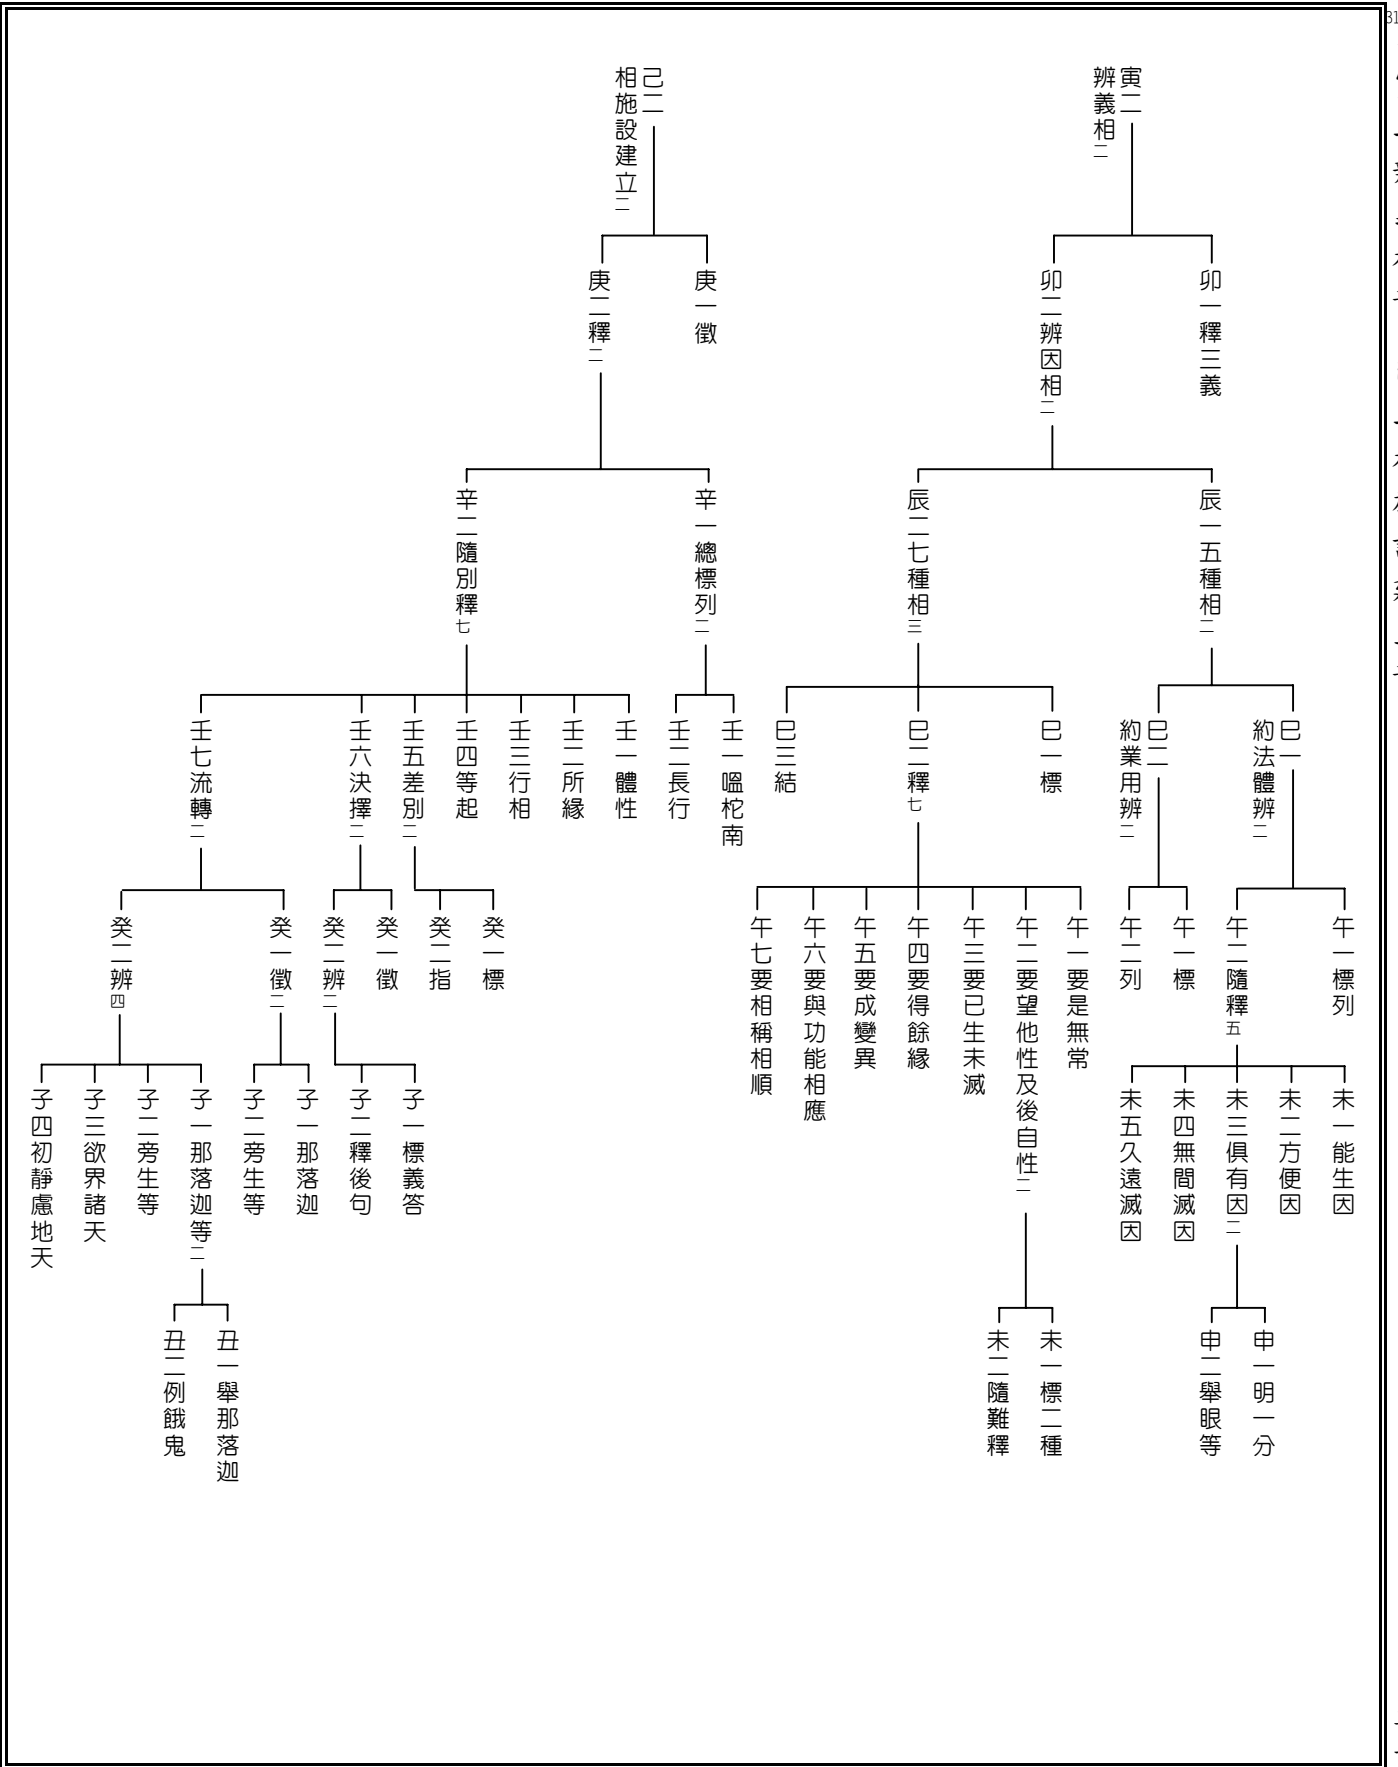 31
寅二
辨義相二
卯一釋三義
卯二辨因相二
辰一五種相二
辰二七種相三
巳一
約法體辨二
巳二
約業用辨二
巳一標
巳二釋七
巳三結
午一標列
午二隨釋五
午一標
午二列
午一要是無常
午二要望他性及後自性二
午三要已生未滅
午四要得餘緣
午五要成變異
午六要與功能相應
午七要相稱相順
未一能生因
未二方便因
未三俱有因二
未四無間滅因
未五久遠滅因
未一標二種
未二隨難釋
申一明一分
申二舉眼等
己二
相施設建立二
庚一徵
庚二釋二
辛一總標列二
辛二隨別釋七
壬一嗢柁南
壬二長行
壬一體性
壬二所緣
壬三行相
壬四等起
壬五差別二
壬六決擇二
壬七流轉二
癸一標
癸二指
癸一徵
癸二辨二
癸一徵二
癸二辨四
子一標義答
子二釋後句
子一那落迦
子二旁生等
子一那落迦等二
子二旁生等
子三欲界諸天
子四初靜慮地天
丑一舉那落迦
丑二例餓鬼